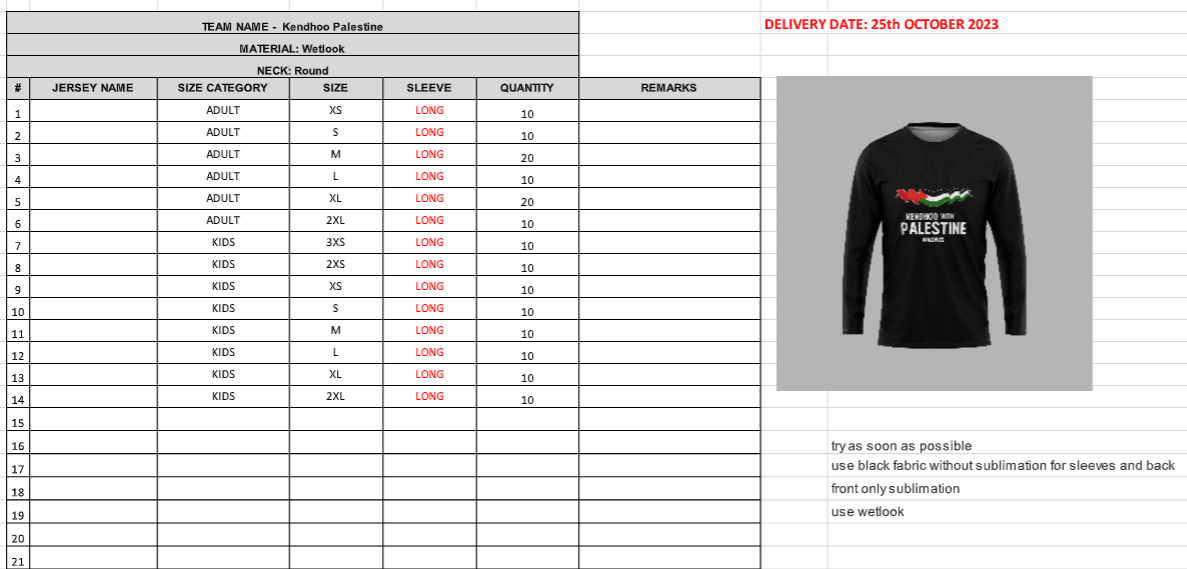 TEAM NAME - Kendhoo Palestine
DELIVERY DATE: 25th OCTOBER 2023
MATERIAL: Wetlook
NECK: Round
# JERSEY NAME SIZE CATEGORY SIZE SLEEVE QUANTITY REMARKS
1 ADULT XS LONG 10
2 ADULT S LONG 10
3 ADULT M LONG 20
4 ADULT L LONG 10
5 ADULT XL LONG 20
6 ADULT 2XL LONG 10
7 KIDS 3XS LONG 10
8 KIDS 2XS LONG 10
9 KIDS XS LONG 10
10 KIDS S LONG 10
11 KIDS M LONG 10
12 KIDS L LONG 10
13 KIDS XL LONG 10
14 KIDS 2XL LONG 10
15
16
17
18
19
20
21
KENDHOO WITH
PALESTINE
try as soon as possible
use black fabric without sublimation for sleeves and back
front only sublimation
use wetlook